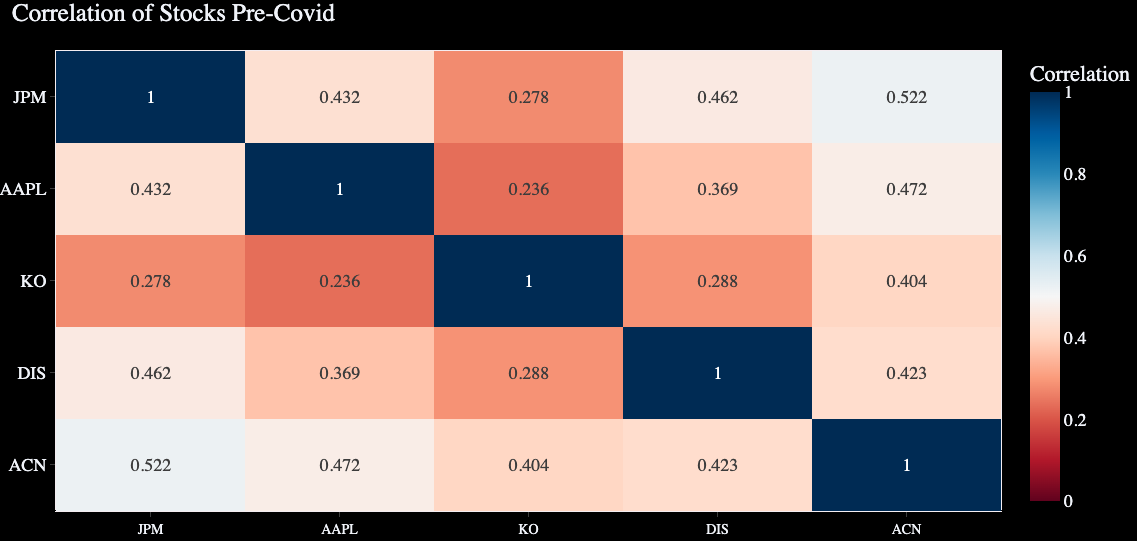 Correlation of Stocks Pre-Covid
Correlation
JPM 1 0.432 0.278 0.462 0.522
AAPL 0.432 1 0.236 0.369 0.472
KO 0.278 0.236 1 0.288 0.404
DIS 0.462 0.369 0.288 1 0.423
ACN 0.522 0.472 0.404 0.423 1
JPM AAPL KO DIS ACN
1
0.8
0.6
0.4
0.2
0